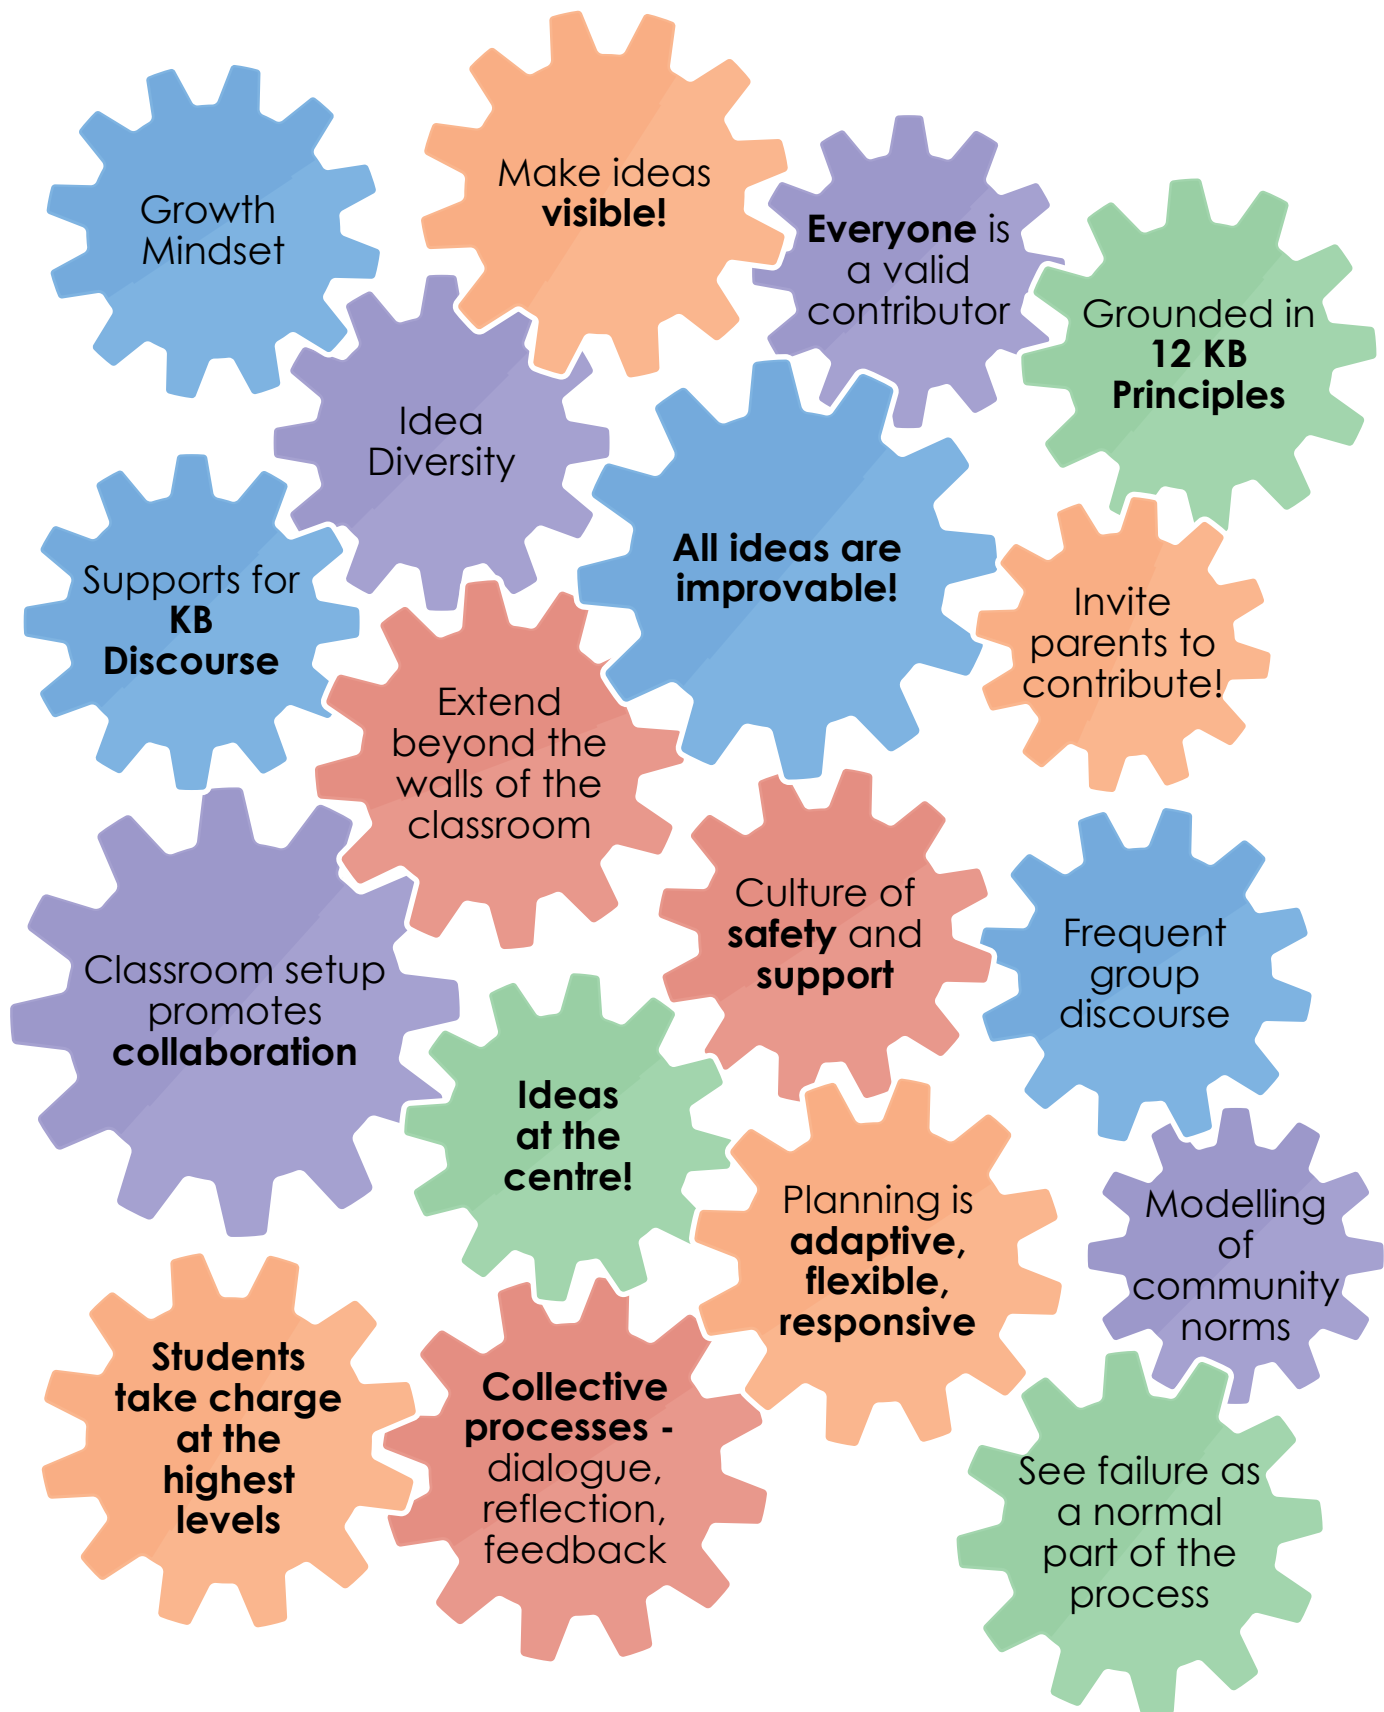 Growth
Mindset
Make ideas
visible!
Everyone is
a valid
contributor
Grounded in
12 KB
Principles
Idea
Diversity
All ideas are
improvable!
Supports for
KB
Discourse
Invite
parents to
contribute!
Extend
beyond the
walls of the
classroom
Culture of
safety and
support
Frequent
group
discourse
Classroom setup
promotes
collaboration
Ideas
at the
centre!
Planning is
adaptive,
flexible,
responsive
Modelling
of
community
norms
Students
take charge
at the
highest
levels
Collective
processes -
dialogue,
reflection,
feedback
See failure as
a normal
part of the
process